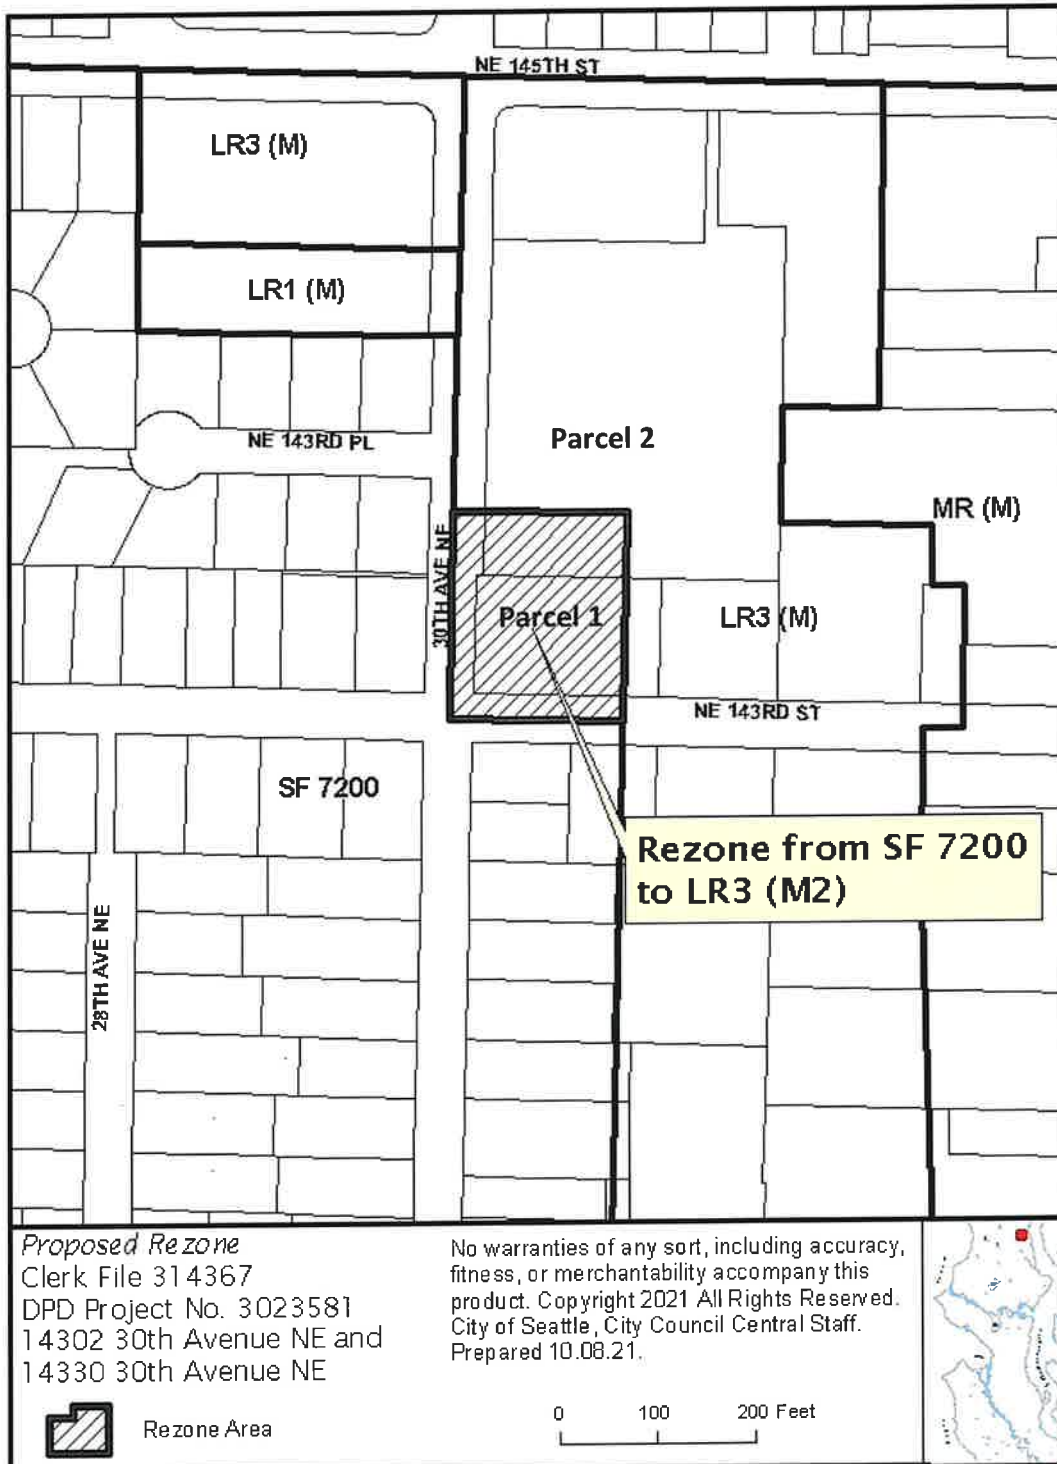 NE 145TH ST
LR3 (M)
LR1 (M)
NE 143RD PL
Parcel 2
MR (M)
30TH AVE NE
Parcel 1
LR3 (M)
NE 143RD ST
SF 7200
Rezone from SF 7200
to LR3 (M2)
28TH AVE NE
Proposed Rezone
Clerk File 314367
DPD Project No. 3023581
14302 30th Avenue NE and
14330 30th Avenue NE
Rezone Area
No warranties of any sort, including accuracy,
fitness, or merchantability accompany this
product. Copyright 2021 All Rights Reserved.
City of Seattle, City Council Central Staff.
Prepared 10.08.21.
0 100 200 Feet